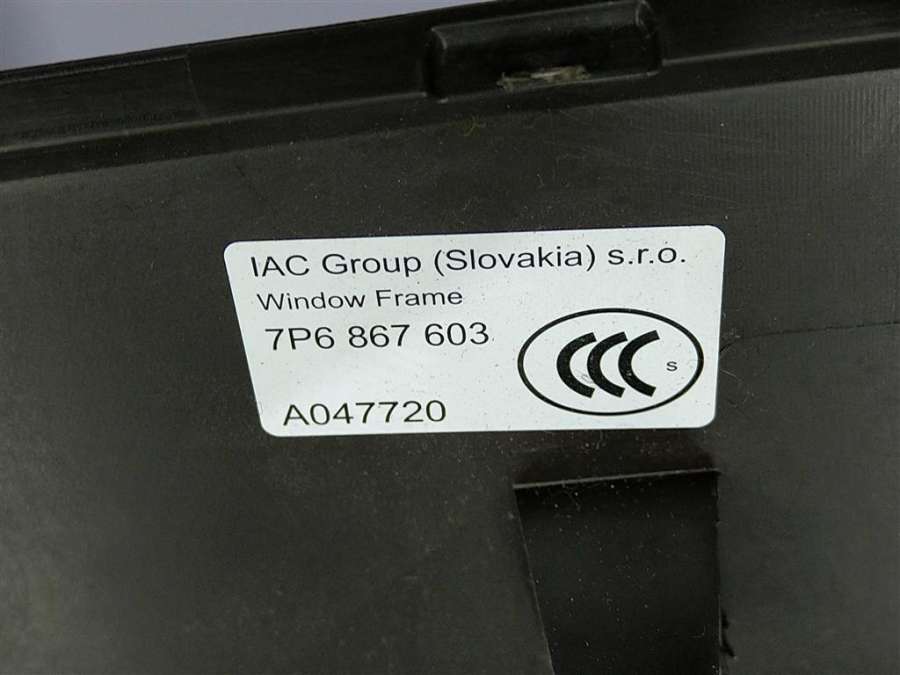 IAC Group (Slovakia) s.r.o.
Window Frame
7P6 867 603
CCC S
A047720